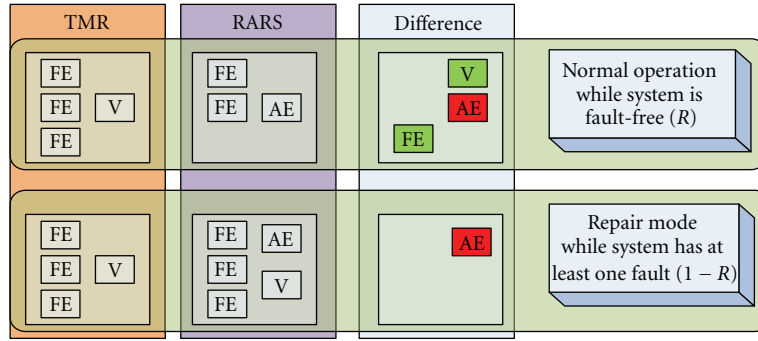 TMR
RARS
Difference
FE
FE
FE
V
FE
FE
AE
V
AE
FE
Normal operation
while system is
fault-free (R)
FE
FE
FE
V
FE
FE
FE
AE
V
AE
Repair mode
while system has at
least one fault (1 − R)